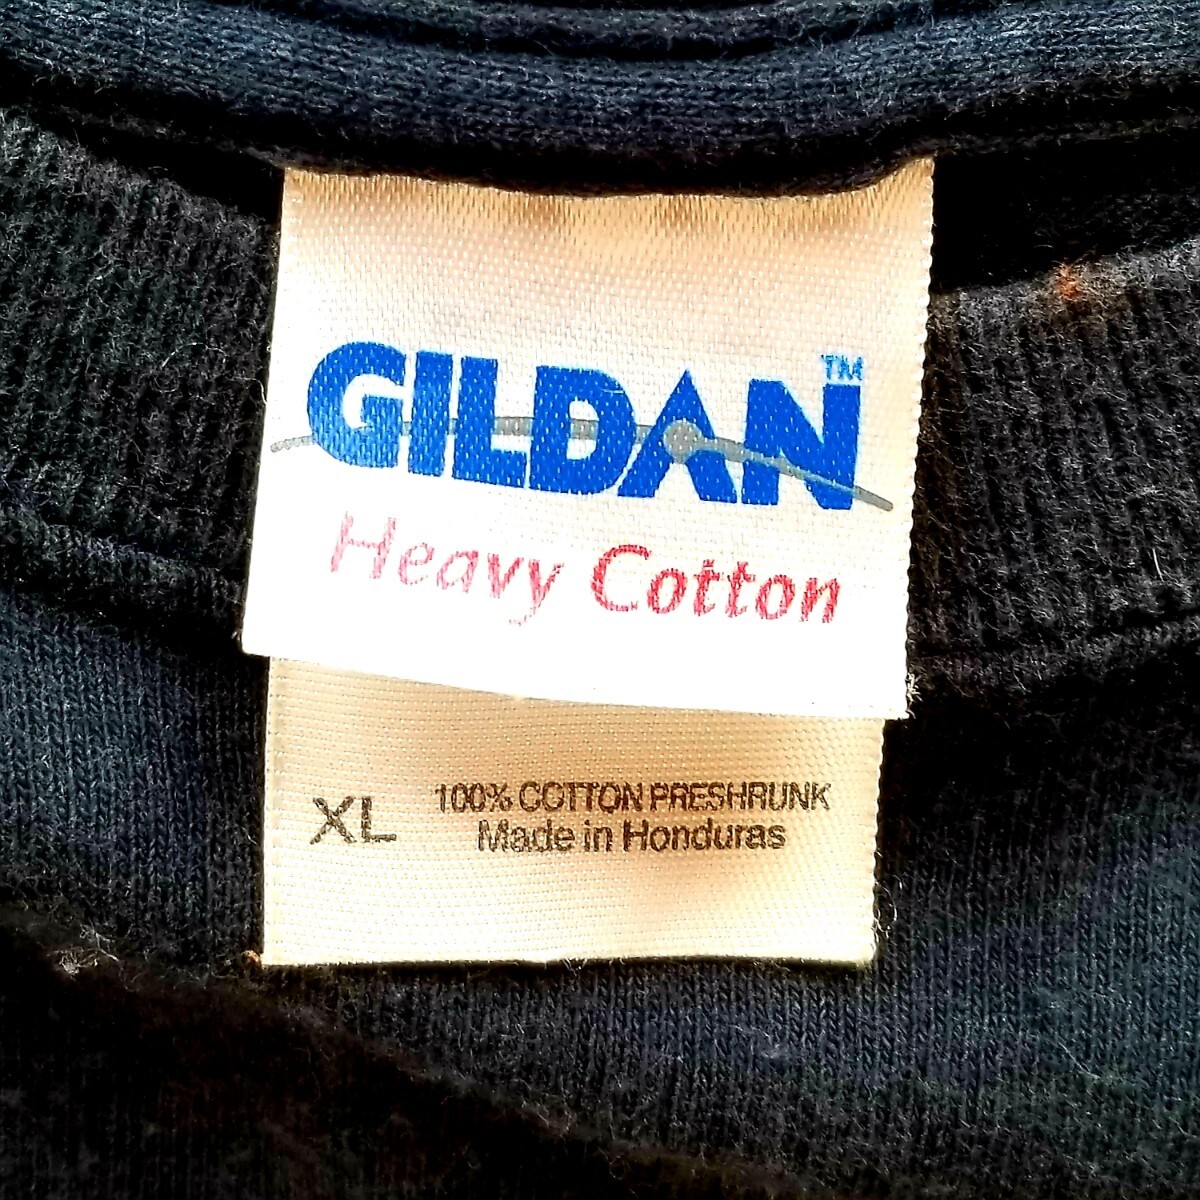 GILDAN™
Heavy Cotton
XL
100% COTTON PRESHRUNK
Made in Honduras